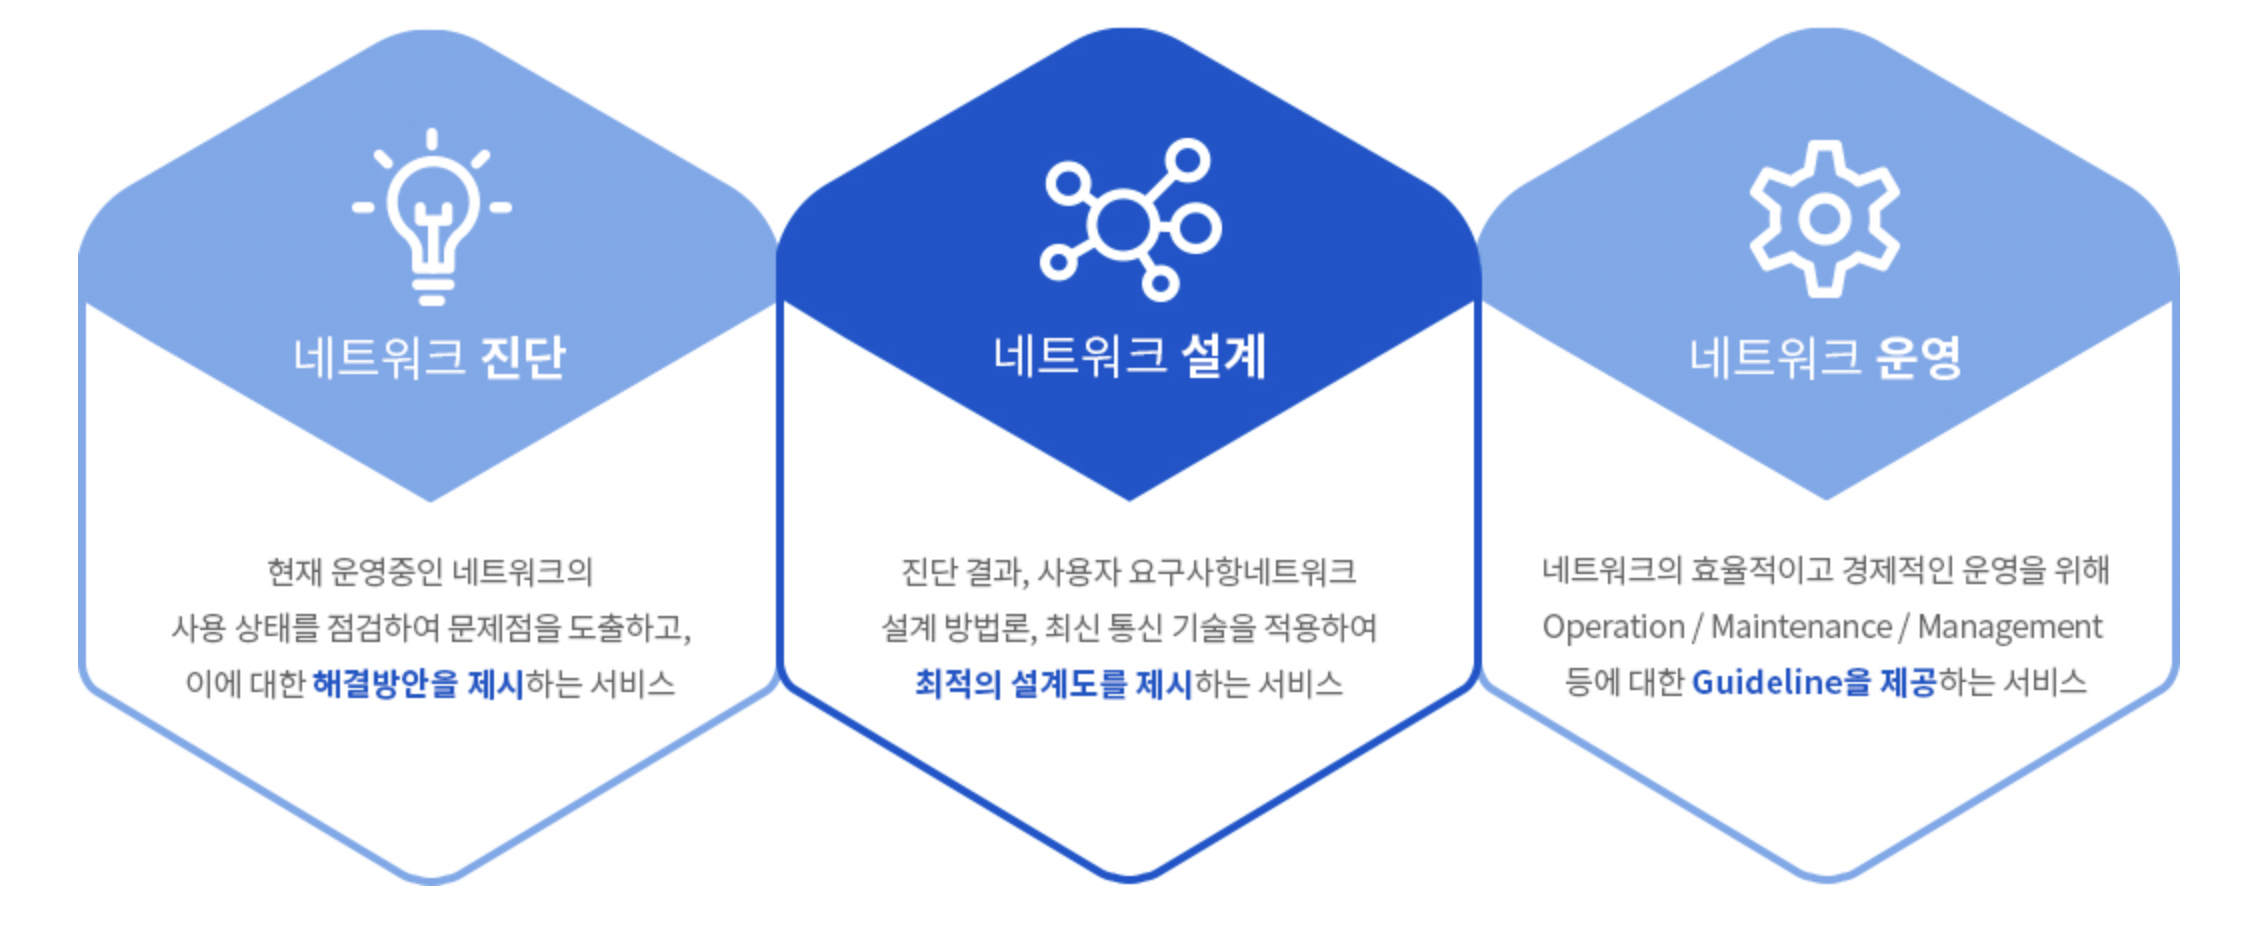 네트워크 진단
현재 운영중인 네트워크의
사용 상태를 점검하여 문제점을 도출하고,
이에 대한 해결방안을 제시하는 서비스
네트워크 설계
진단 결과, 사용자 요구사항네트워크
설계 방법론, 최신 통신 기술을 적용하여
최적의 설계도를 제시하는 서비스
네트워크 운영
네트워크의 효율적이고 경제적인 운영을 위해
Operation / Maintenance / Management
등에 대한 Guideline을 제공하는 서비스